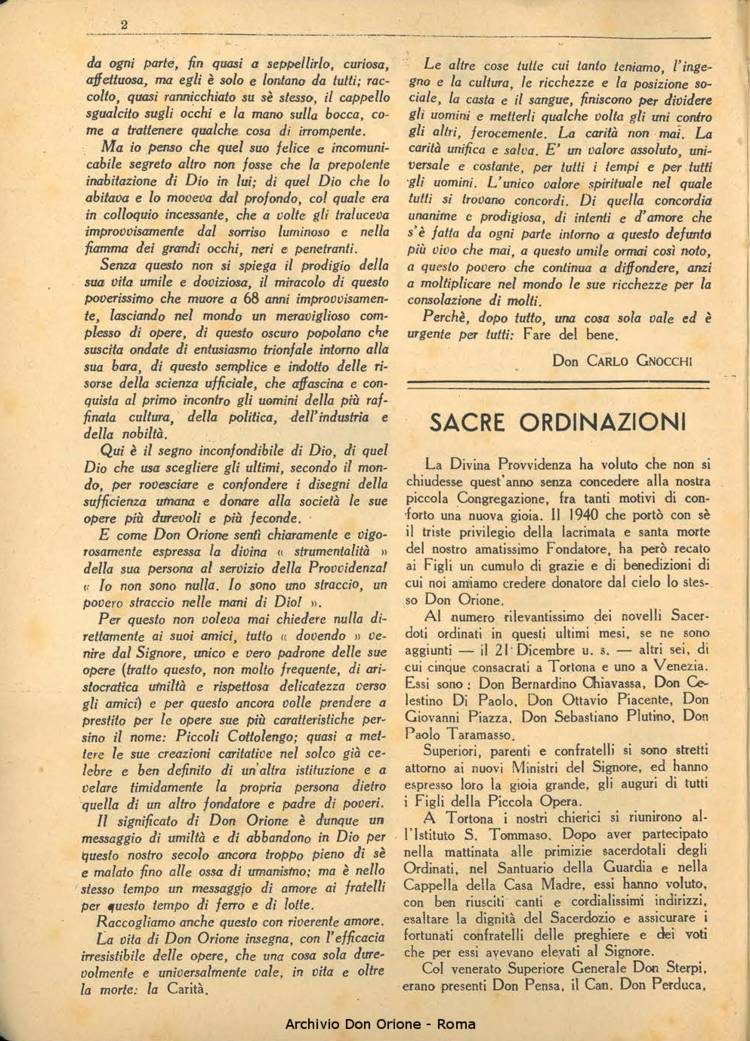 2
da ogni parte, fin quasi a seppellirlo, curiosa,
affettuosa, ma egli è solo e lontano da tutti; rac-
colto, quasi rannicchiato su sè stesso, il cappello
sgualcito sugli occhi e la mano sulla bocca, co-
me a trattenere qualche cosa di irrompente.
Ma io penso che quel suo felice e incomuni-
cabile segreto altro non fosse che la prepotente
inabitazione di Dio in lui; di quel Dio che lo
abitava e lo moveva dal profondo, col quale era
in colloquio incessante, che a volte gli traluceva
improvvisamente dal sorriso luminoso e nella
fiamma dei grandi occhi, neri e penetranti.
Senza questo non si spiega il prodigio della
sua vita umile e doviziosa, il miracolo di questo
poverissimo che muore a 68 anni improvvisamen-
te, lasciando nel mondo un meraviglioso com-
plesso di opere, di questo oscuro popolano che
suscita ondate di entusiasmo trionfale intorno alla
sua bara, di questo semplice e indotto delle ri-
sorse della scienza ufficiale, che affascina e con-
quista al primo incontro gli uomini della più raf-
finata cultura, della politica, dell'industria e
della nobiltà.
Qui è il segno inconfondibile di Dio, di quel
Dio che usa scegliere gli ultimi, secondo il mon-
do, per rovesciare e confondere i disegni della
sufficienza umana e donare alla società le sue
opere più durevoli e più feconde.
E come Don Orione sentì chiaramente e vigo-
rosamente espressa la divina « strumentalità »
della sua persona al servizio della Provvidenza!
« Io non sono nulla. Io sono uno straccio, un
povero straccio nelle mani di Dio! ».
Per questo non voleva mai chiedere nulla di-
rettamente ai suoi amici, tutto « dovendo » ve-
nire dal Signore, unico e vero padrone delle sue
opere (tratto questo, non molto frequente, di ari-
stocratica umiltà e rispettosa delicatezza verso
gli amici) e per questo ancora volle prendere a
prestito per le opere sue più caratteristiche per-
sino il nome: Piccoli Cottolengo; quasi a met-
tere le sue creazioni caritative nel solco già ce-
lebre e ben definito di un'altra istituzione e a
velare timidamente la propria persona dietro
quella di un altro fondatore e padre di poveri.
Il significato di Don Orione è dunque un
messaggio di umiltà e di abbandono in Dio per
questo nostro secolo ancora troppo pieno di sè
e malato fino alle ossa di umanismo; ma è nello
stesso tempo un messaggio di amore ai fratelli
per questo tempo di ferro e di lotte.
Raccogliamo anche questo con riverente amore.
La vita di Don Orione insegna, con l'efficacia
irresistibile delle opere, che una cosa sola dure-
volmente e universalmente vale, in vita e oltre
la morte: la Carità.
Le altre cose tutte cui tanto teniamo, l'inge-
gno e la cultura, le ricchezze e la posizione so-
ciale, la casta e il sangue, finiscono per dividere
gli uomini e metterli qualche volta gli uni contro
gli altri, ferocemente. La carità non mai. La
carità unifica e salva. E' un valore assoluto, uni-
versale e costante, per tutti i tempi e per tutti
gli uomini. L'unico valore spirituale nel quale
tutti si trovano concordi. Di quella concordia
unanime e prodigiosa, di intenti e d'amore che
s'è fatta da ogni parte intorno a questo defunto
più vivo che mai, a questo umile ormai così noto,
a questo povero che continua a diffondere, anzi
a moltiplicare nel mondo le sue ricchezze per la
consolazione di molti.
Perchè, dopo tutto, una cosa sola vale ed è
urgente per tutti: Fare del bene.
Don CARLO GNOCCHI
SACRE ORDINAZIONI
La Divina Provvidenza ha voluto che non si
chiudesse quest'anno senza concedere alla nostra
piccola Congregazione, fra tanti motivi di con-
forto una nuova gioia. Il 1940 che portò con sè
il triste privilegio della lacrimata e santa morte
del nostro amatissimo Fondatore, ha però recato
ai Figli un cumulo di grazie e di benedizioni di
cui noi amiamo credere donatore dal cielo lo stes-
so Don Orione.
Al numero rilevantissimo dei novelli Sacer-
doti ordinati in questi ultimi mesi, se ne sono
aggiunti — il 21 Dicembre u. s. — altri sei, di
cui cinque consacrati a Tortona e uno a Venezia.
Essi sono: Don Bernardino Chiavassa, Don Ce-
lestino Di Paolo, Don Ottavio Piacente, Don
Giovanni Piazza, Don Sebastiano Plutino, Don
Paolo Taramasso.
Superiori, parenti e confratelli si sono stretti
attorno ai nuovi Ministri del Signore, ed hanno
espresso loro la gioia grande, gli auguri di tutti
i Figli della Piccola Opera.
A Tortona i nostri chierici si riunirono al-
l'Istituto S. Tommaso. Dopo aver partecipato
nella mattinata alle primizie sacerdotali degli
Ordinati, nel Santuario della Guardia e nella
Cappella della Casa Madre, essi hanno voluto,
con ben riusciti canti e cordialissimi indirizzi,
esaltare la dignità del Sacerdozio e assicurare i
fortunati confratelli delle preghiere e dei voti
che per essi avevano elevati al Signore.
Col venerato Superiore Generale Don Sterpi,
erano presenti Don Pensa, il Can. Don Perduca,
Archivio Don Orione - Roma